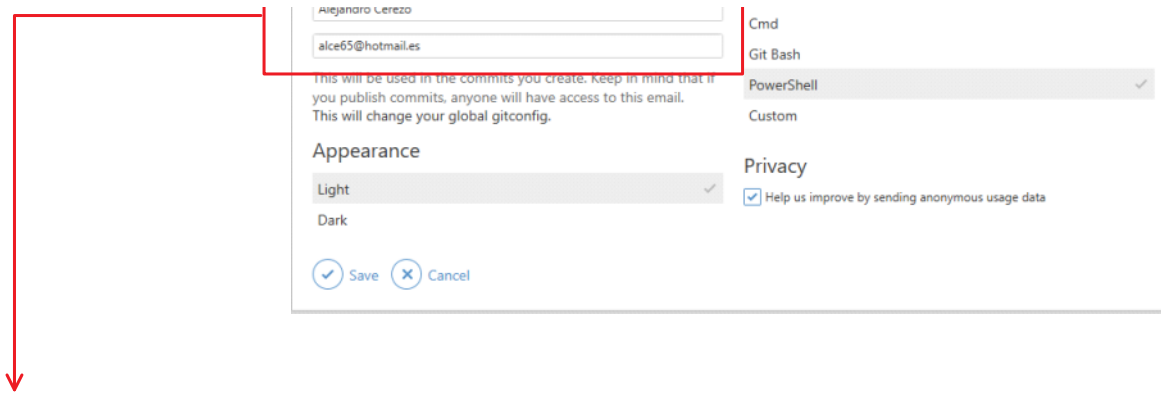 Alejandro Cerezo
alce65@hotmail.es
This will be used in the commits you create. Keep in mind that if
you publish commits, anyone will have access to this email.
This will change your global gitconfig.
Appearance
Light
Dark
Save Cancel
Cmd
Git Bash
PowerShell
Custom
Privacy
Help us improve by sending anonymous usage data